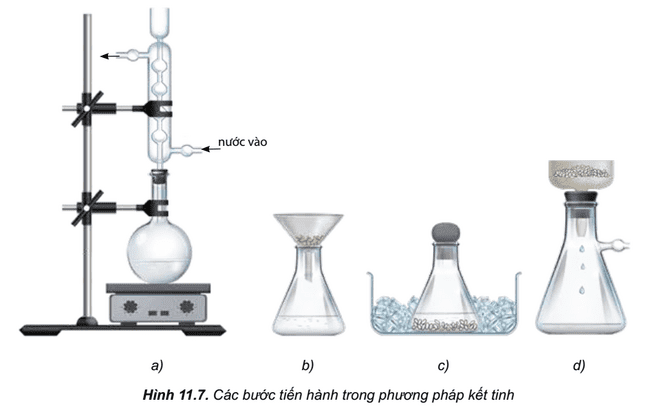 nước vào
a)
b)
c)
d)
Hình 11.7. Các bước tiến hành trong phương pháp kết tinh